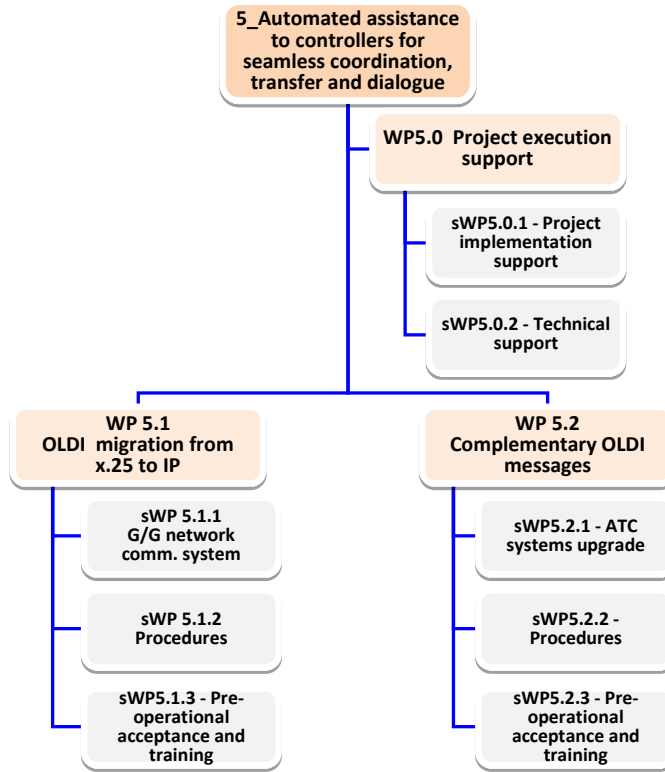 5_Automated assistance
to controllers for
seamless coordination,
transfer and dialogue
WP5.0 Project execution
support
sWP5.0.1 - Project
implementation
support
sWP5.0.2 - Technical
support
WP 5.1
OLDI migration from
x.25 to IP
sWP 5.1.1
G/G network
comm. system
sWP 5.1.2
Procedures
sWP5.1.3 - Pre-
operational
acceptance and
training
WP 5.2
Complementary OLDI
messages
sWP5.2.1 - ATC
systems upgrade
sWP5.2.2 -
Procedures
sWP5.2.3 - Pre-
operational
acceptance and
training